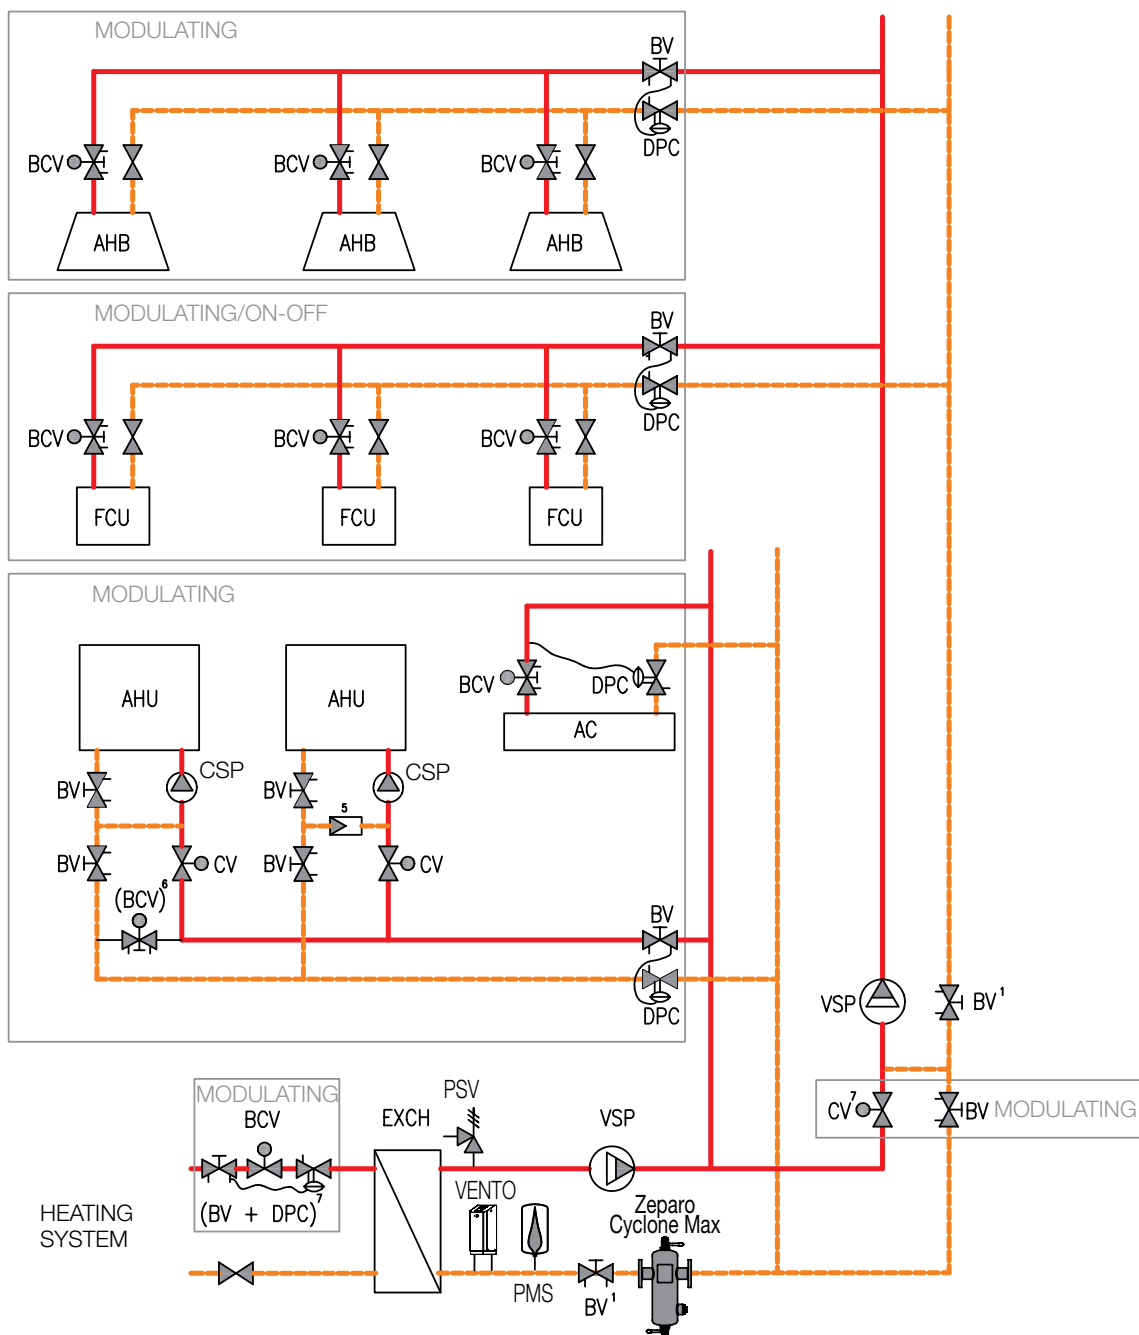 MODULATING
BV
DPC
BCV
BCV
BCV
AHB
AHB
AHB
MODULATING/ON-OFF
BV
DPC
BCV
BCV
BCV
FCU
FCU
FCU
MODULATING
AHU
AHU
BCV
DPC
AC
CSP
CSP
BV
BV
5
BV
CV
BV
CV
(BCV)6
BV
DPC
VSP
BV1
MODULATING
BCV
(BV + DPC)7
PSV
EXCH
VSP
CV7
BV
MODULATING
HEATING
SYSTEM
VENTO
PMS
BV1
Zeparo
Cyclone Max